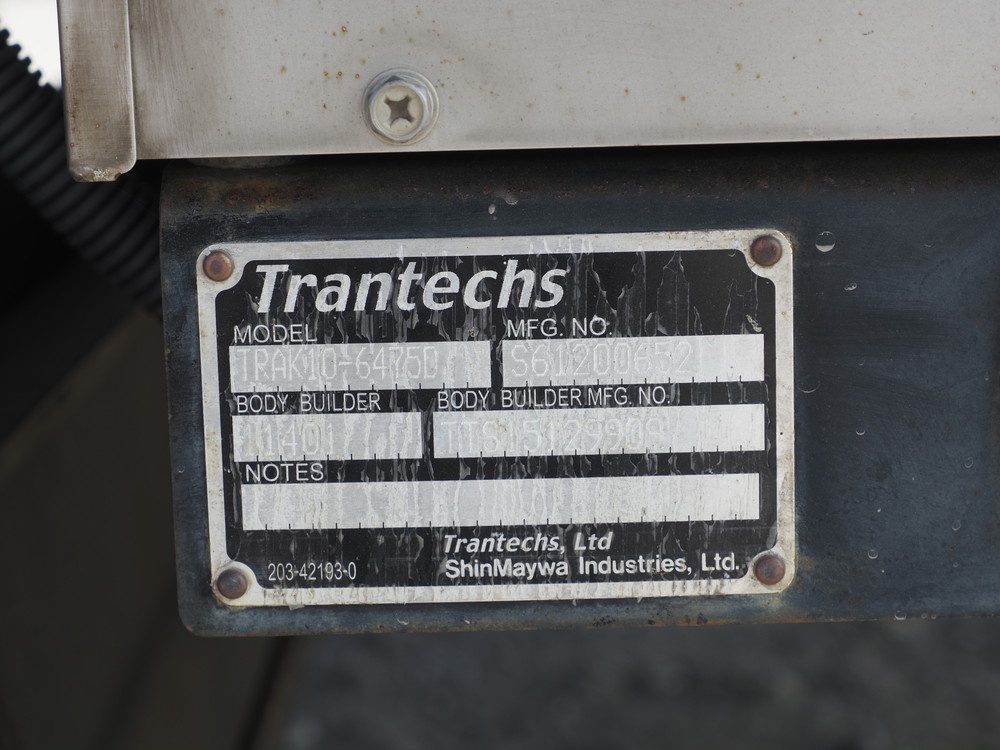 Trantechs
MODEL MFG. NO.
TRAK10-6475D S61200652
BODY BUILDER BODY BUILDER MFG. NO.
11401
NOTES
Trantechs, Ltd
203-42193-0 ShinMaywa Industries, Ltd.